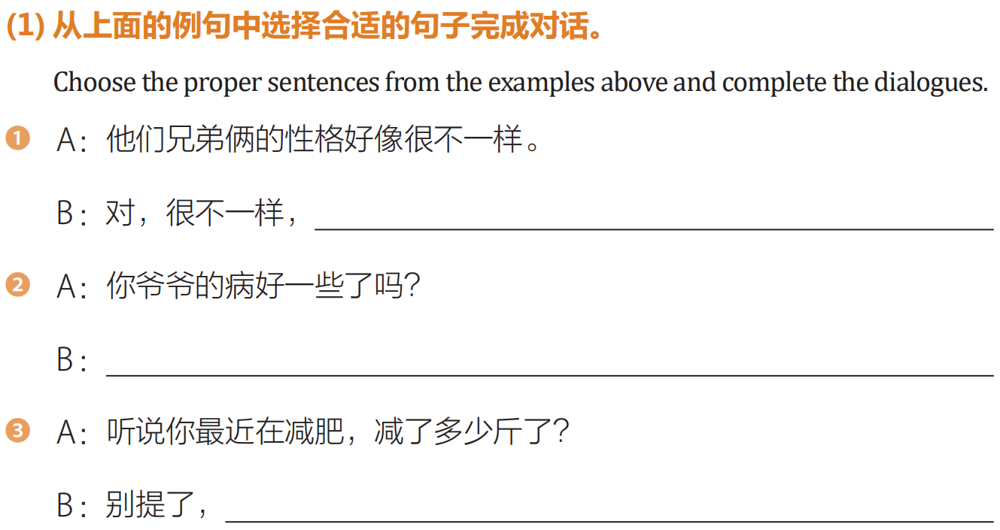 (1) 从上面的例句中选择合适的句子完成对话。
Choose the proper sentences from the examples above and complete the dialogues.
❶ A：他们兄弟俩的性格好像很不一样。
B：对，很不一样，
❷ A：你爷爷的病好一些了吗？
B：
❸ A：听说你最近在减肥，减了多少斤了？
B：别提了，